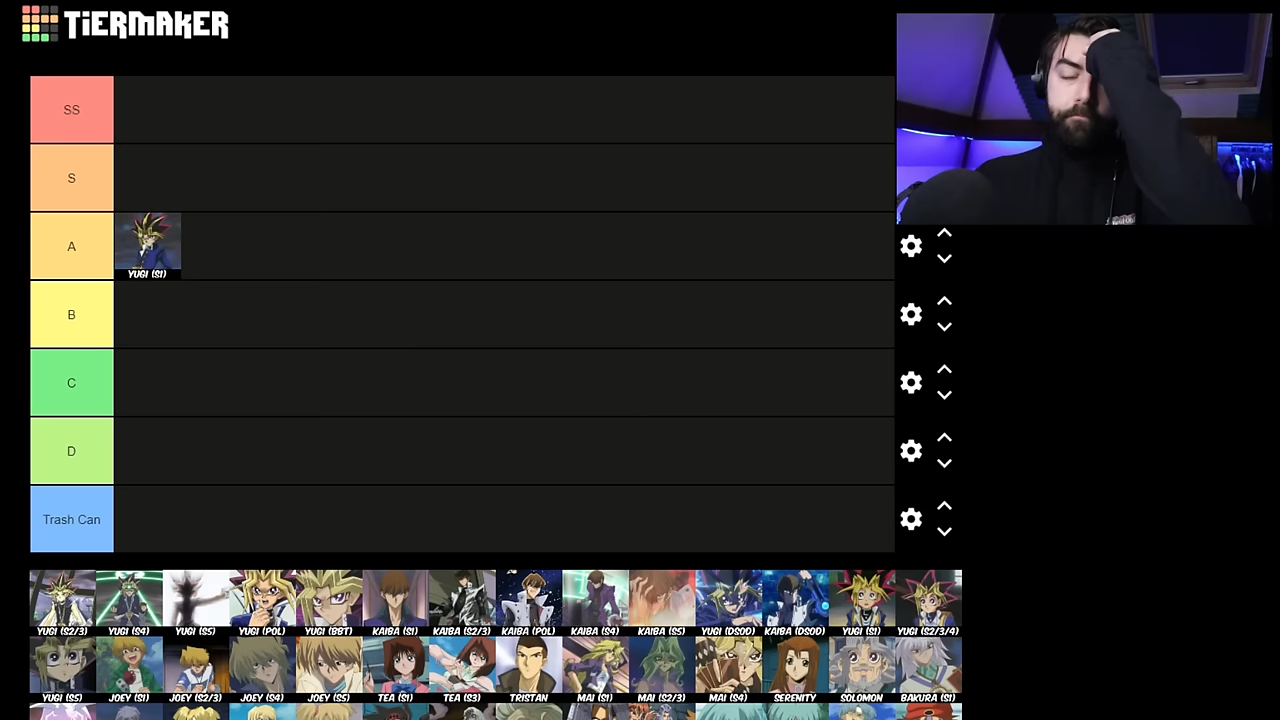 TIERMAKER
SS
S
A
YUGI (S1)
B
C
D
Trash Can
YUGI (S2/3) YUGI (S4) YUGI (S5) YUGI (POL) YUGI (BBT) KAIBA (S1) KAIBA (S2/3) KAIBA (POL) KAIBA (S4) KAIBA (S5) YUGI (DSOD) KAIBA (DSOD) YUGI (S1) YUGI (S2/3/4)
YUGI (S5) JOEY (S1) JOEY (S2/3) JOEY (S4) JOEY (S5) TEA (S1) TEA (S3) TRISTAN MAI (S1) MAI (S2/3) MAI (S4) SERENITY SOLOMON BAKURA (S1)